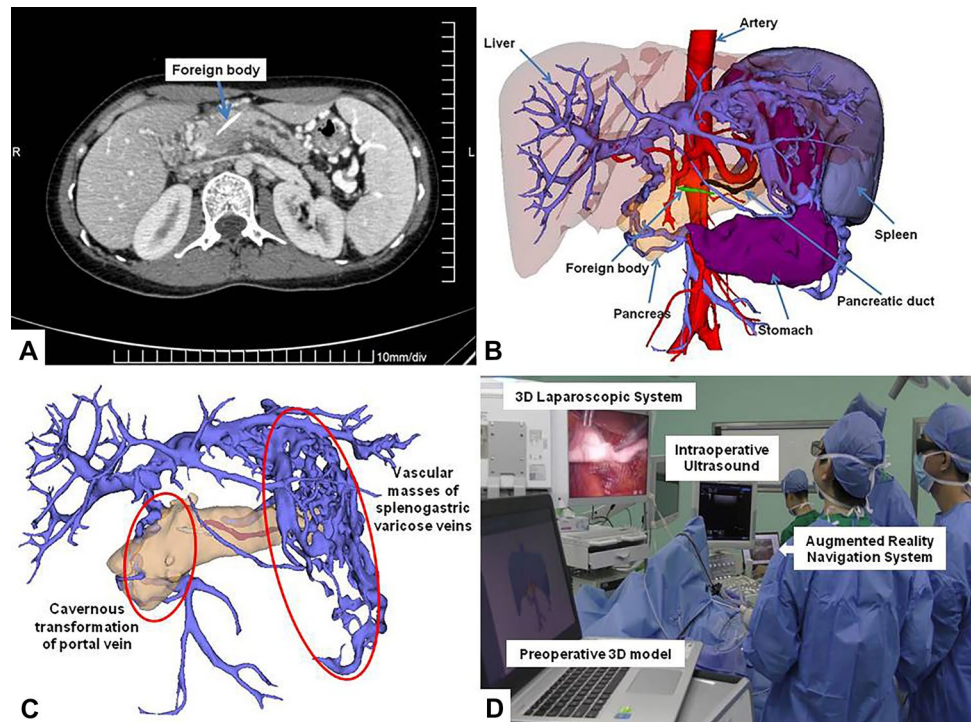 Foreign body
R
L
10mm/div
A
Artery
Liver
Spleen
Foreign body
Pancreatic duct
Pancreas
Stomach
B
Vascular
masses of
splenogastric
varicose veins
Cavernous
transformation
of portal vein
C
3D Laparoscopic System
Intraoperative
Ultrasound
Augmented Reality
Navigation System
Preoperative 3D model
D